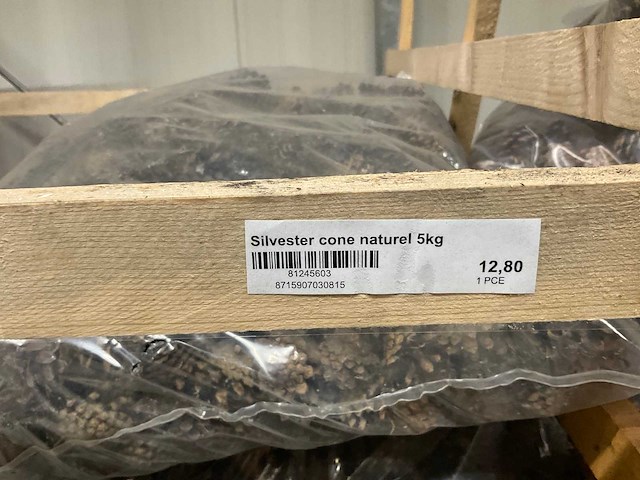 Silvester cone naturel 5kg
81245603
12,80
8715907030815
1 PCE